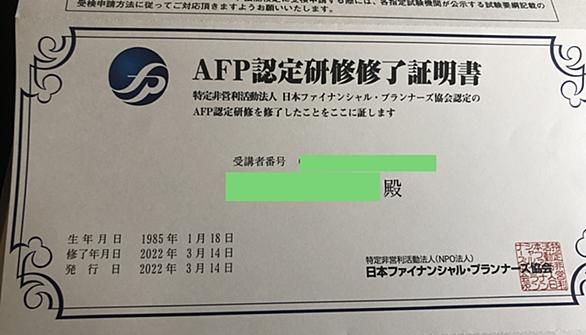 受検申請方法に従ってご対応頂きますようお願いいたします。
AFP認定研修修了証明書
特定非営利活動法人 日本ファイナンシャル・プランナーズ協会認定の
AFP認定研修を修了したことをここに証します
受講者番号
殿
生年月日 1985年 1月18日
修了年月日 2022年 3月14日
発行日 2022年 3月14日
特定非営利活動法人(NPO法人)
日本ファイナンシャル・プランナーズ協会